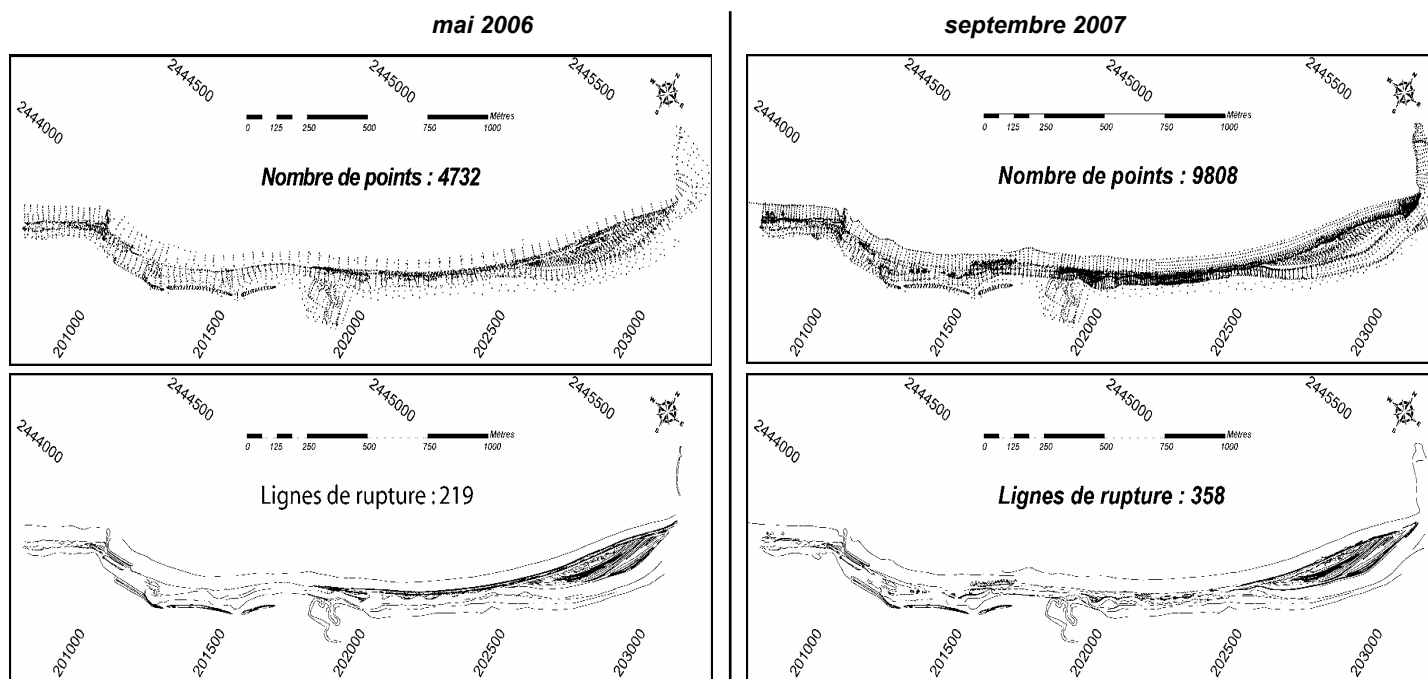 mai 2006
septembre 2007
2444000
2444500
2445000
2445500
N
E
S
W
0 125 250 500 750 1000
Mètres
Nombre de points : 4732
201000
201500
202000
202500
203000
2444000
2444500
2445000
2445500
N
E
S
W
0 125 250 500 750 1000
Mètres
Nombre de points : 9808
201000
201500
202000
202500
203000
2444000
2444500
2445000
2445500
N
E
S
W
0 125 250 500 750 1000
Mètres
Lignes de rupture : 219
201000
201500
202000
202500
203000
2444000
2444500
2445000
2445500
N
E
S
W
0 125 250 500 750 1000
Mètres
Lignes de rupture : 358
201000
201500
202000
202500
203000